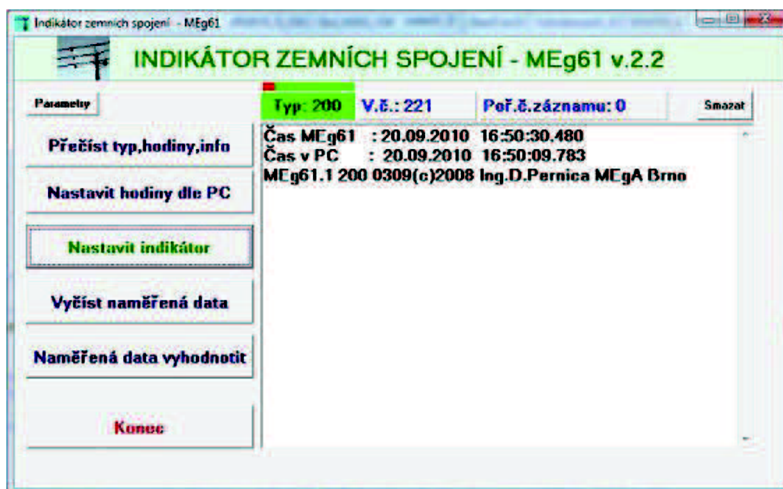 Indikátor zemních spojení - MEg61
INDIKÁTOR ZEMNÍCH SPOJENÍ - MEg61 v.2.2
Parametry
Typ: 200
V.č.: 221
Poř.č.záznamu: 0
Smazat
Přečíst typ,hodiny,info
Nastavit hodiny dle PC
Nastavit indikátor
Vyčíst naměřená data
Naměřená data vyhodnotit
Konec
Čas MEg61 : 20.09.2010 16:50:30.480
Čas v PC : 20.09.2010 16:50:09.783
MEg61.1 200 0309(c)2008 Ing.D.Pernica MEgA Brno